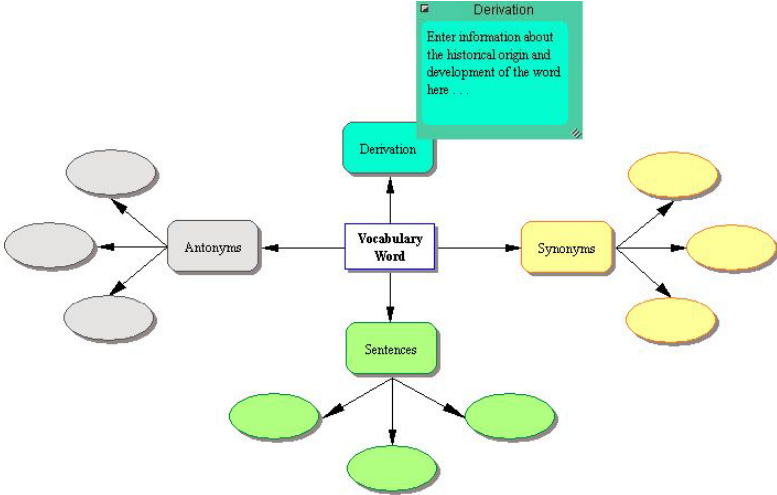 Derivation
Enter information about
the historical origin and
development of the word
here . . .
Derivation
Antonyms
Vocabulary
Word
Synonyms
Sentences